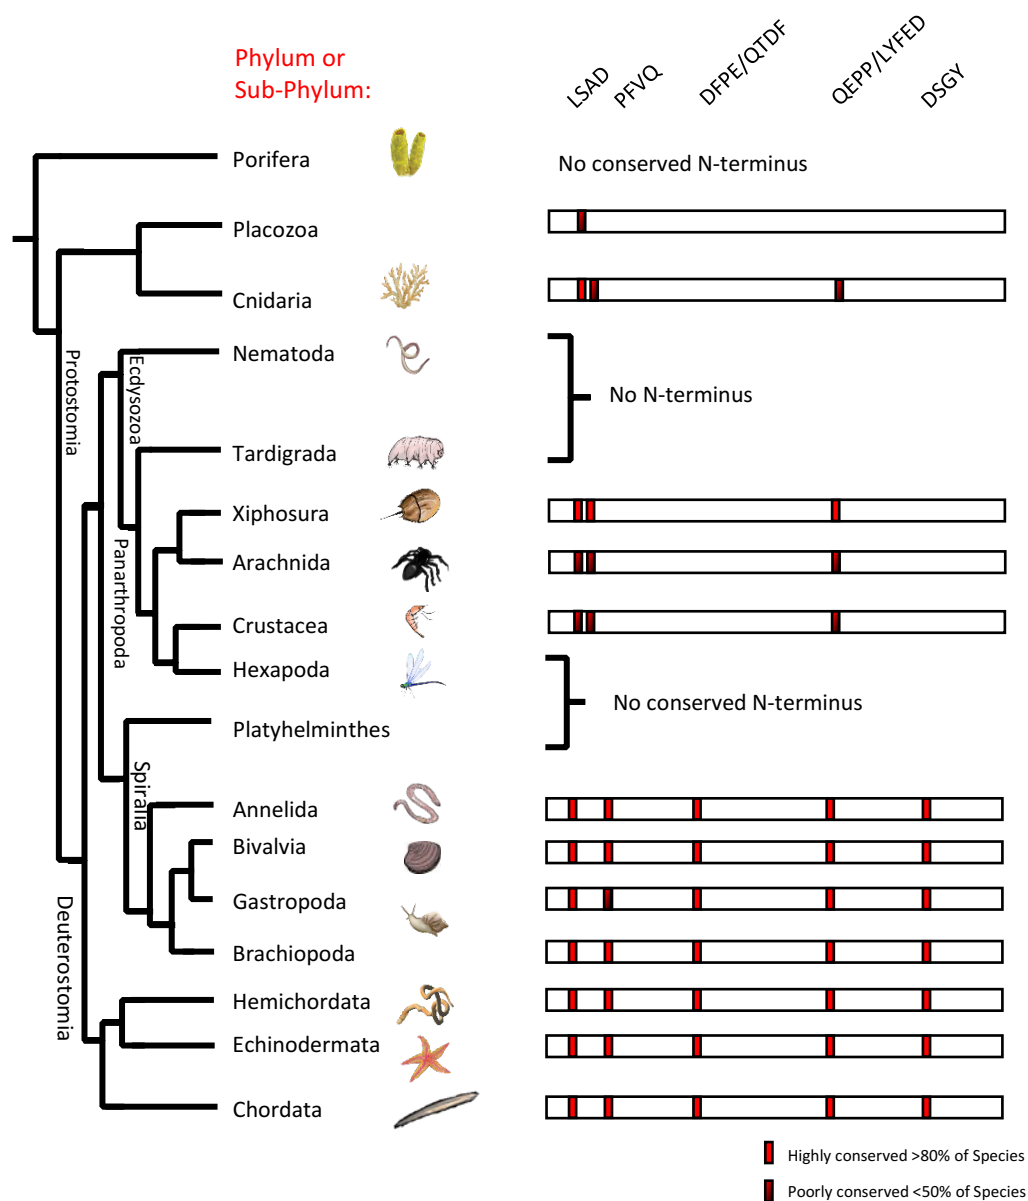 Phylum or
Sub-Phylum:
LSAD
PFVQ
DFPE/QTDF
QEPP/LYFED
DSGY
Porifera
No conserved N-terminus
Placozoa
Cnidaria
Protostomia
Ecdysozoa
Nematoda
No N-terminus
Tardigrada
Xiphosura
Panarthropoda
Arachnida
Crustacea
Hexapoda
No conserved N-terminus
Platyhelminthes
Spiralia
Annelida
Bivalvia
Gastropoda
Deuterostomia
Brachiopoda
Hemichordata
Echinodermata
Chordata
Highly conserved >80% of Species
Poorly conserved <50% of Species